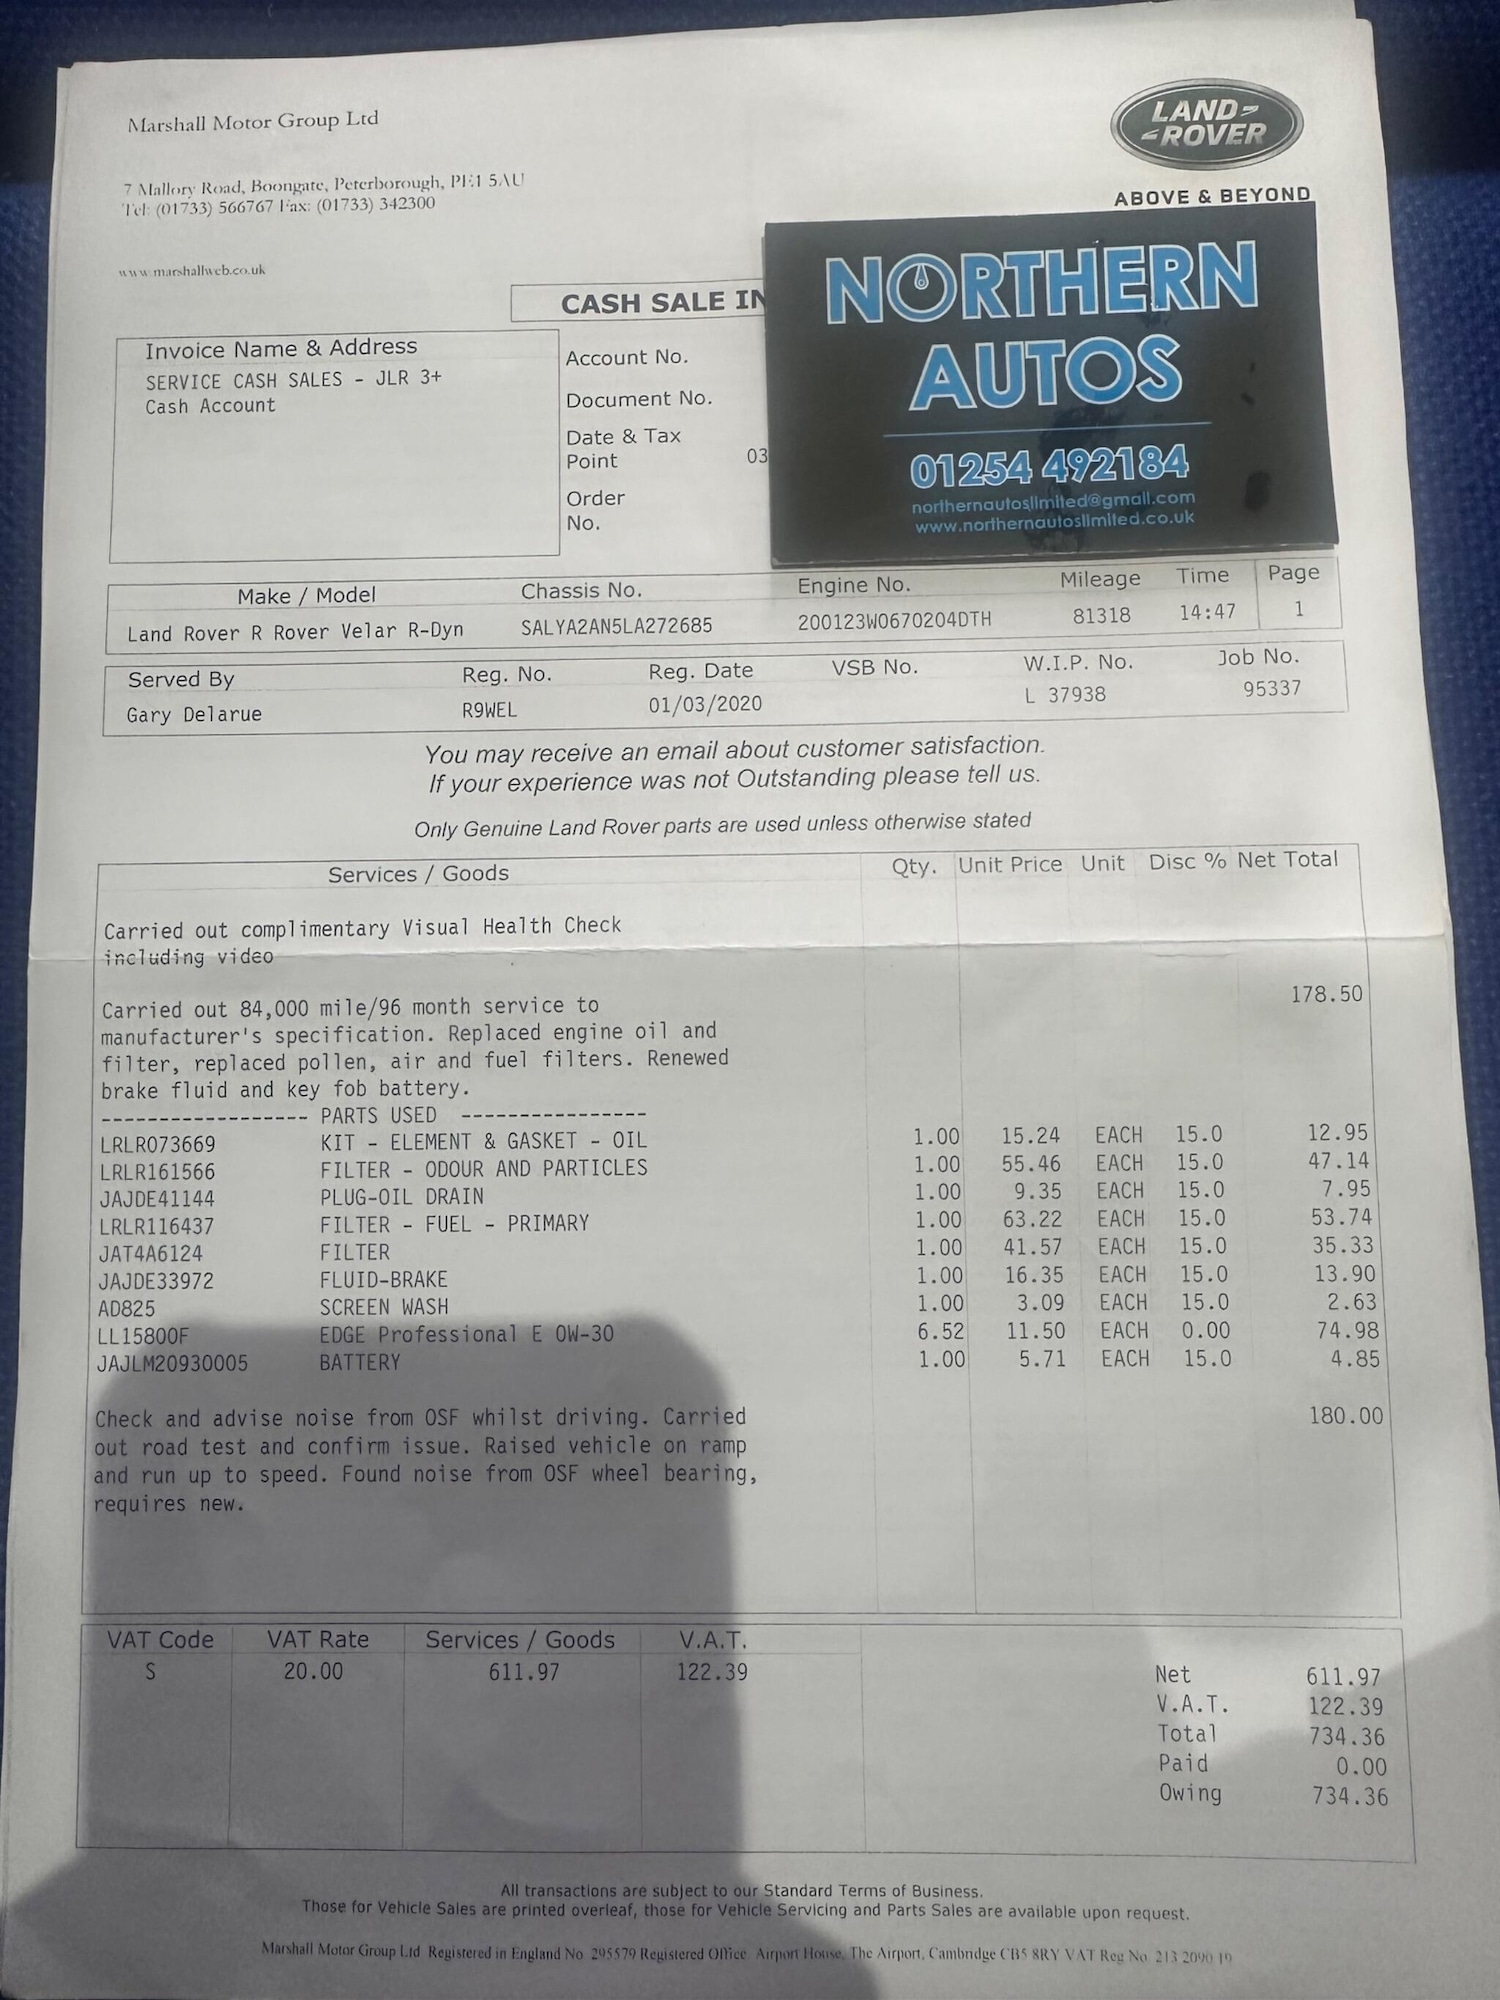 Marshall Motor Group Ltd
LAND ROVER
ABOVE & BEYOND
7 Mallory Road, Boongate, Peterborough, PE1 5AU
Tel: (01733) 566767 Fax: (01733) 342300
www.marshallweb.co.uk
NORTHERN
AUTOS
01254 492184
northernautoslimited@gmail.com
www.northernautoslimited.co.uk
CASH SALE IN
Invoice Name & Address
SERVICE CASH SALES - JLR 3+
Cash Account
Account No.
Document No.
Date & Tax
Point 03
Order
No.
Make / Model Chassis No. Engine No. Mileage Time Page
Land Rover R Rover Velar R-Dyn SALYA2AN5LA272685 200123W0670204DTH 81318 14:47 1
Served By Reg. No. Reg. Date VSB No. W.I.P. No. Job No.
Gary Delarue R9WEL 01/03/2020 L 37938 95337
You may receive an email about customer satisfaction.
If your experience was not Outstanding please tell us.
Only Genuine Land Rover parts are used unless otherwise stated
Services / Goods Qty. Unit Price Unit Disc % Net Total
Carried out complimentary Visual Health Check
including video
Carried out 84,000 mile/96 month service to 178.50
manufacturer's specification. Replaced engine oil and
filter, replaced pollen, air and fuel filters. Renewed
brake fluid and key fob battery.
------------------ PARTS USED ----------------
LRLR073669 KIT - ELEMENT & GASKET - OIL 1.00 15.24 EACH 15.0 12.95
LRLR161566 FILTER - ODOUR AND PARTICLES 1.00 55.46 EACH 15.0 47.14
JAJDE41144 PLUG-OIL DRAIN 1.00 9.35 EACH 15.0 7.95
LRLR116437 FILTER - FUEL - PRIMARY 1.00 63.22 EACH 15.0 53.74
JAT4A6124 FILTER 1.00 41.57 EACH 15.0 35.33
JAJDE33972 FLUID-BRAKE 1.00 16.35 EACH 15.0 13.90
AD825 SCREEN WASH 1.00 3.09 EACH 15.0 2.63
LL15800F EDGE Professional E 0W-30 6.52 11.50 EACH 0.00 74.98
JAJLM20930005 BATTERY 1.00 5.71 EACH 15.0 4.85
Check and advise noise from OSF whilst driving. Carried 180.00
out road test and confirm issue. Raised vehicle on ramp
and run up to speed. Found noise from OSF wheel bearing,
requires new.
VAT Code VAT Rate Services / Goods V.A.T.
S 20.00 611.97 122.39
Net 611.97
V.A.T. 122.39
Total 734.36
Paid 0.00
Owing 734.36
All transactions are subject to our Standard Terms of Business.
Those for Vehicle Sales are printed overleaf, those for Vehicle Servicing and Parts Sales are available upon request.
Marshall Motor Group Ltd Registered in England No 295579 Registered Office Airport House, The Airport, Cambridge CB5 8RY VAT Reg No 213 2090 19